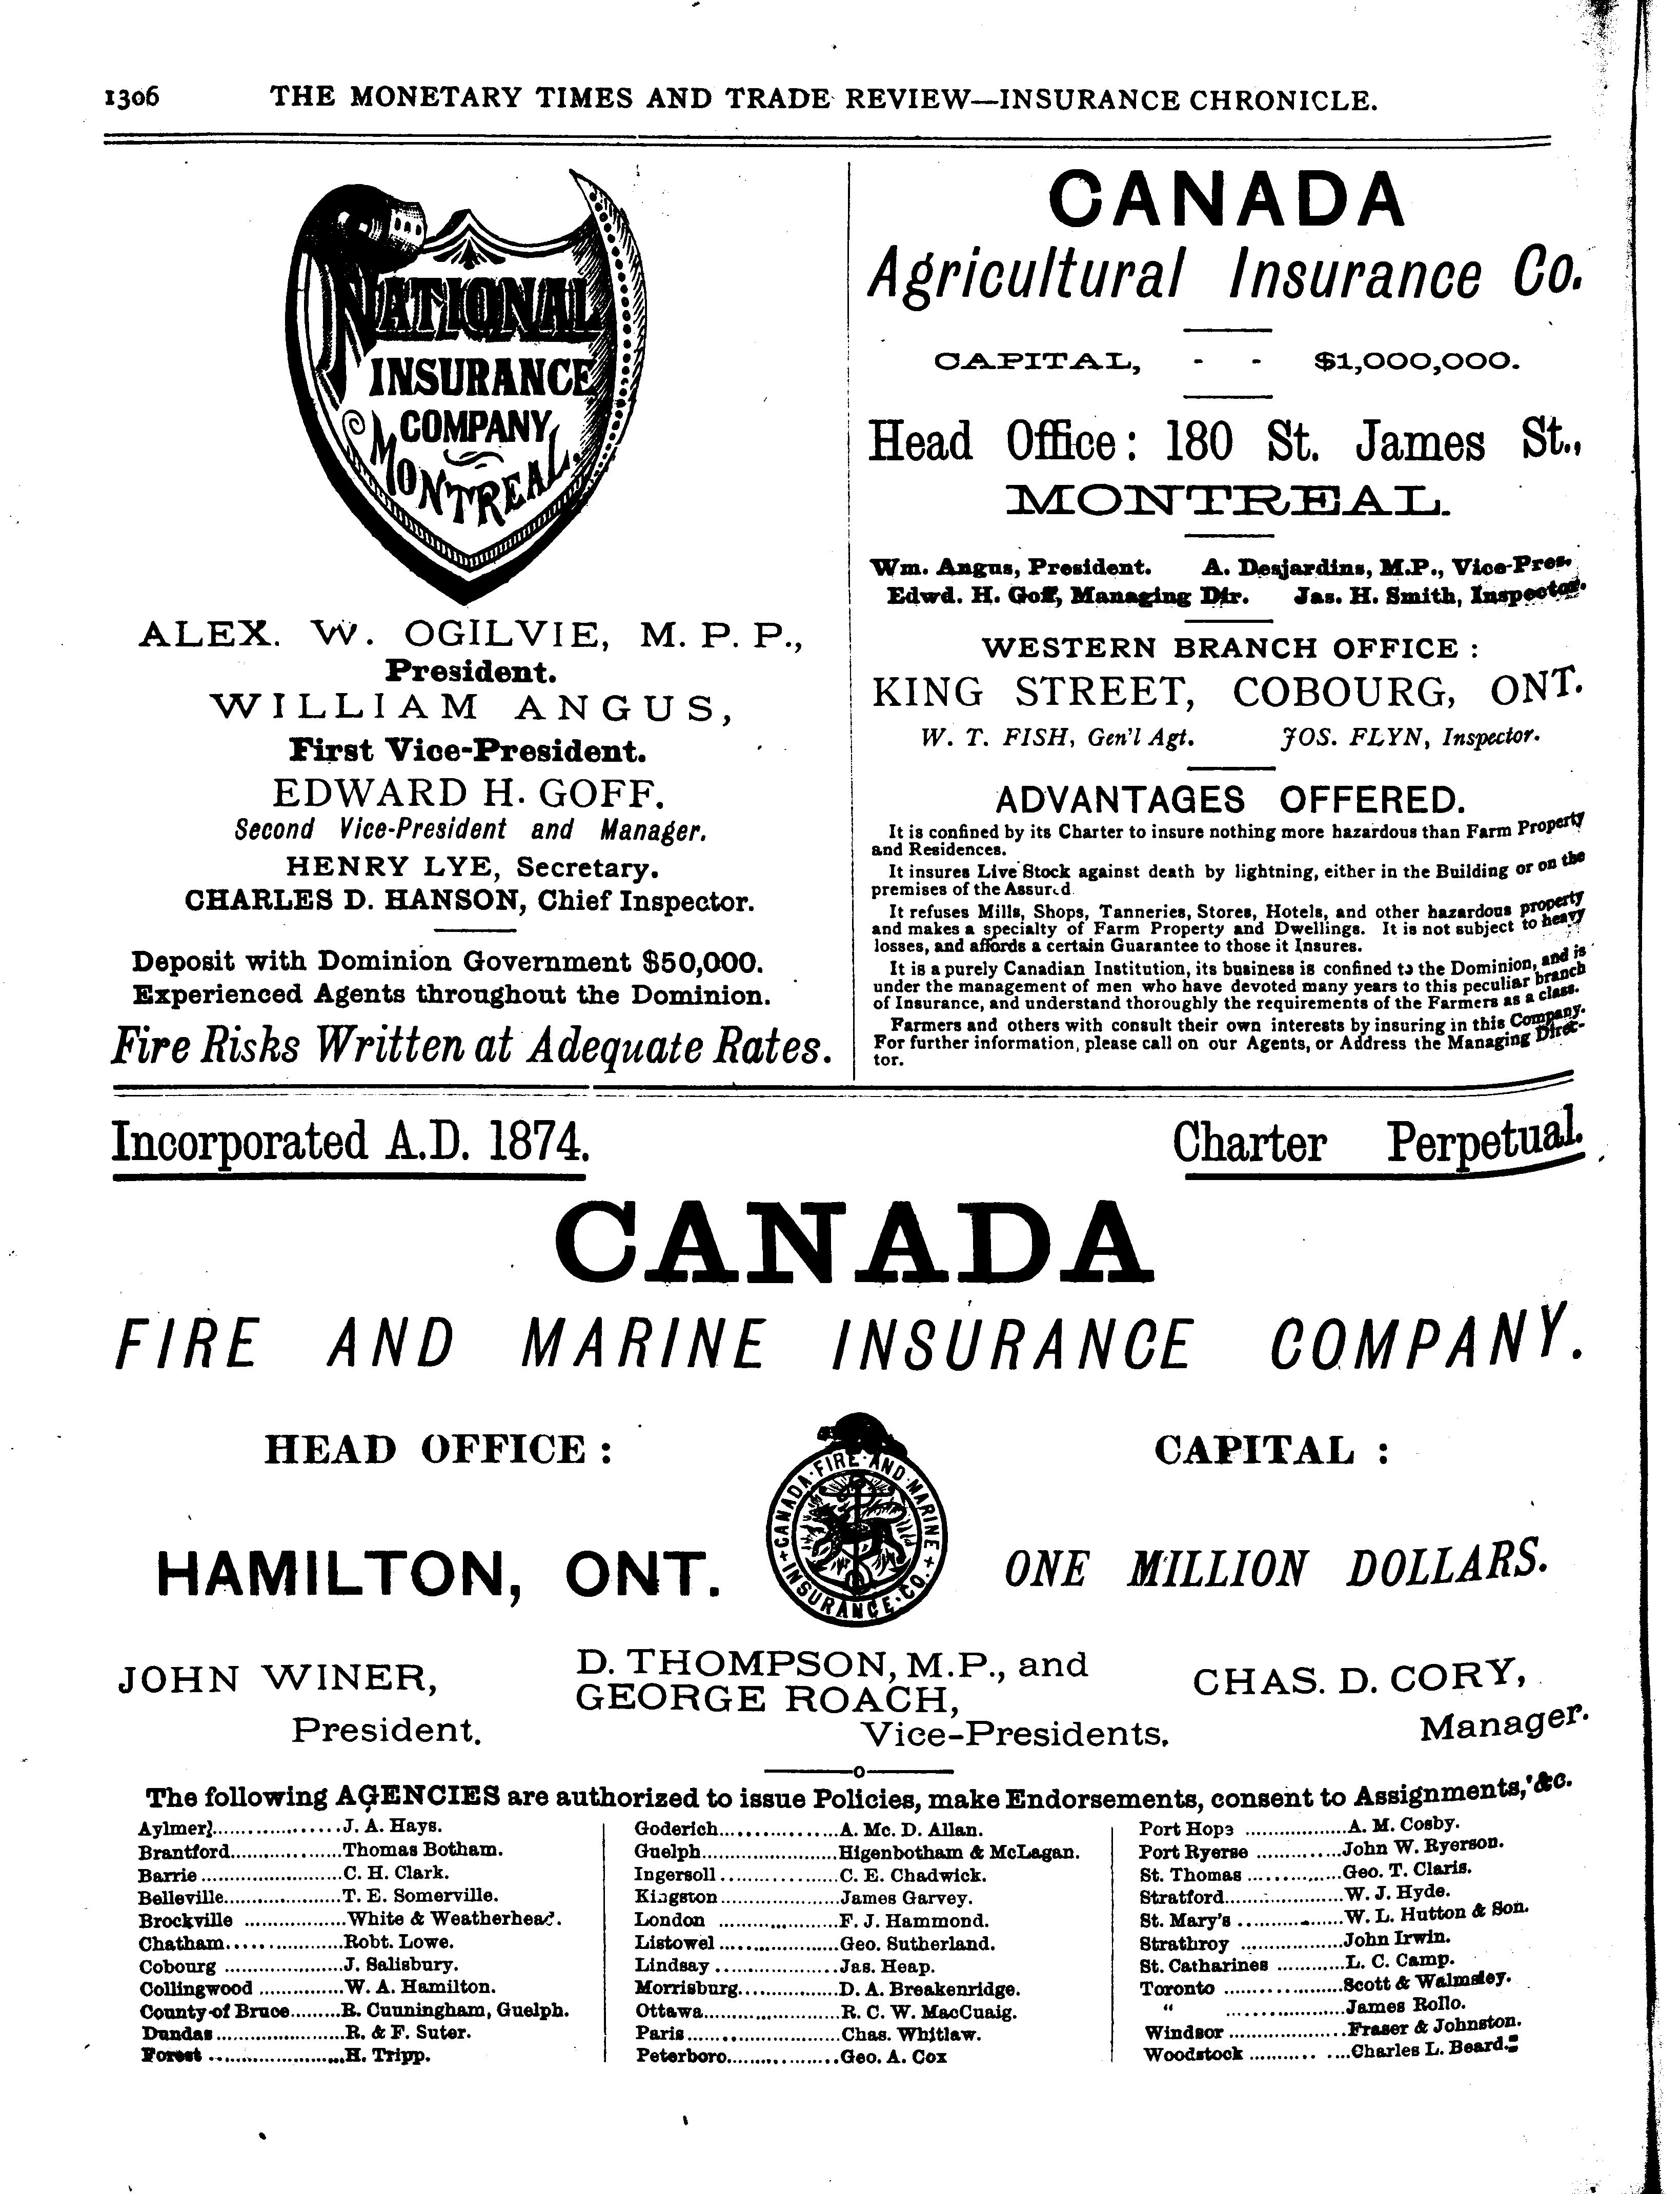 1306 THE MONETARY TIMES AND TRADE REVIEW—INSURANCE CHRONICLE.
NATIONAL
INSURANCE
COMPANY,
MONTREAL.
ALEX. W. OGILVIE, M. P. P.,
President.
WILLIAM ANGUS,
First Vice-President.
EDWARD H. GOFF.
Second Vice-President and Manager.
HENRY LYE, Secretary.
CHARLES D. HANSON, Chief Inspector.
Deposit with Dominion Government $50,000.
Experienced Agents throughout the Dominion.
Fire Risks Written at Adequate Rates.
CANADA
Agricultural Insurance Co.
CAPITAL, - - $1,000,000.
Head Office: 180 St. James St.,
MONTREAL.
Wm. Angus, President. A. Desjardins, M.P., Vice-Pres.
Edwd. H. Goff, Managing Dir. Jas. H. Smith, Inspector.
WESTERN BRANCH OFFICE :
KING STREET, COBOURG, ONT.
W. T. FISH, Gen'l Agt. JOS. FLYN, Inspector.
ADVANTAGES OFFERED.
It is confined by its Charter to insure nothing more hazardous than Farm Property
and Residences.
It insures Live Stock against death by lightning, either in the Building or on the
premises of the Assured
It refuses Mills, Shops, Tanneries, Stores, Hotels, and other hazardous property
and makes a specialty of Farm Property and Dwellings. It is not subject to heavy
losses, and affords a certain Guarantee to those it Insures.
It is a purely Canadian Institution, its business is confined to the Dominion, and is
under the management of men who have devoted many years to this peculiar branch
of Insurance, and understand thoroughly the requirements of the Farmers as a class.
Farmers and others with consult their own interests by insuring in this Company.
For further information, please call on our Agents, or Address the Managing Direc-
tor.
Incorporated A.D. 1874. Charter Perpetual.
CANADA
FIRE AND MARINE INSURANCE COMPANY.
HEAD OFFICE : CAPITAL :
CANADA·FIRE·AND·MARINE+INSURANCE·CO.+
HAMILTON, ONT. ONE MILLION DOLLARS.
JOHN WINER,
President.
D. THOMPSON, M.P., and
GEORGE ROACH,
Vice-Presidents.
CHAS. D. CORY,
Manager.
o
The following AGENCIES are authorized to issue Policies, make Endorsements, consent to Assignments, &c.
Aylmer....................J. A. Hays.
Brantford..................Thomas Botham.
Barrie......................C. H. Clark.
Belleville...................T. E. Somerville.
Brockville .................White & Weatherhead.
Chatham...................Robt. Lowe.
Cobourg ....................J. Salisbury.
Collingwood ...............W. A. Hamilton.
County of Bruce.........R. Cunningham, Guelph.
Dundas.....................R. & F. Suter.
Forest ......................H. Tripp.
Goderich...................A. Mc. D. Allan.
Guelph......................Higenbotham & McLagan.
Ingersoll....................C. E. Chadwick.
Kingston....................James Garvey.
London .....................F. J. Hammond.
Listowel....................Geo. Sutherland.
Lindsay.....................Jas. Heap.
Morrisburg.................D. A. Breakenridge.
Ottawa.......................R. C. W. MacCuaig.
Paris..........................Chas. Whitlaw.
Peterboro...................Geo. A. Cox
Port Hope .................A. M. Cosby.
Port Ryerse ..............John W. Ryerson.
St. Thomas ................Geo. T. Claris.
Stratford....................W. J. Hyde.
St. Mary's ..................W. L. Hutton & Son.
Strathroy ..................John Irwin.
St. Catharines ............L. C. Camp.
Toronto ....................Scott & Walmsley.
" ....................James Rollo.
Windsor ....................Fraser & Johnston.
Woodstock ................Charles L. Beard.